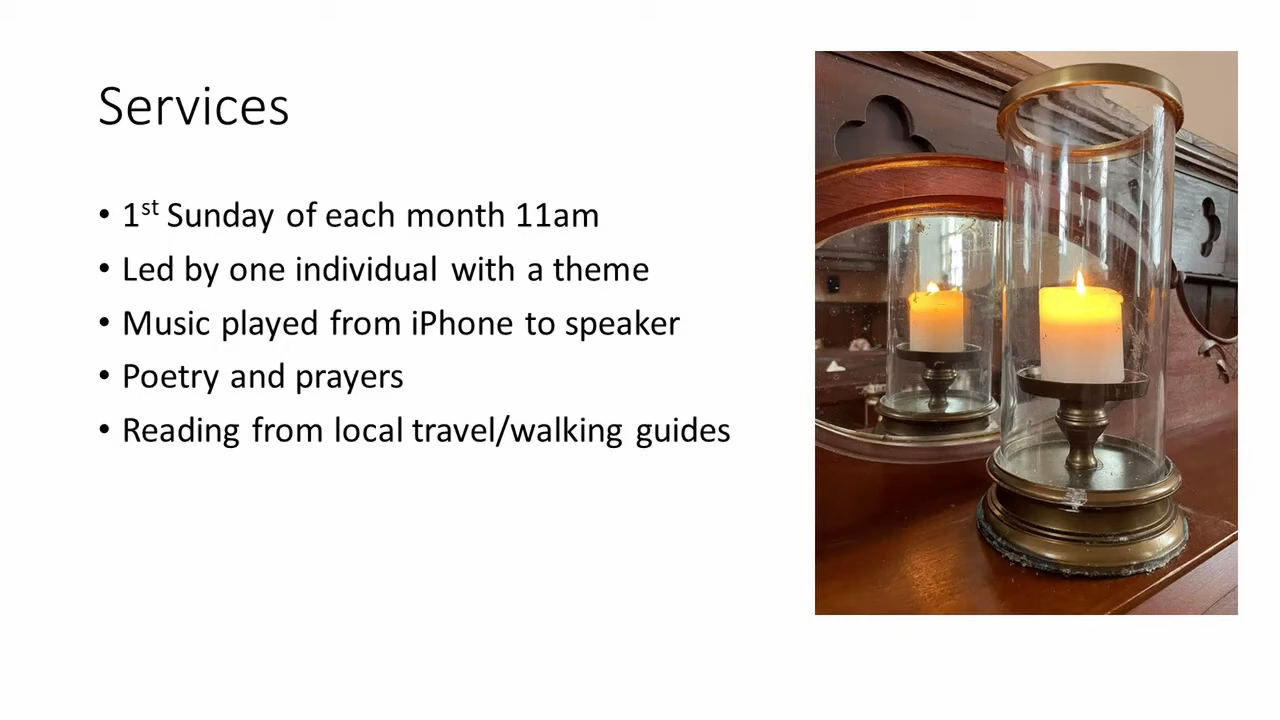 Services
• 1st Sunday of each month 11am
• Led by one individual with a theme
• Music played from iPhone to speaker
• Poetry and prayers
• Reading from local travel/walking guides